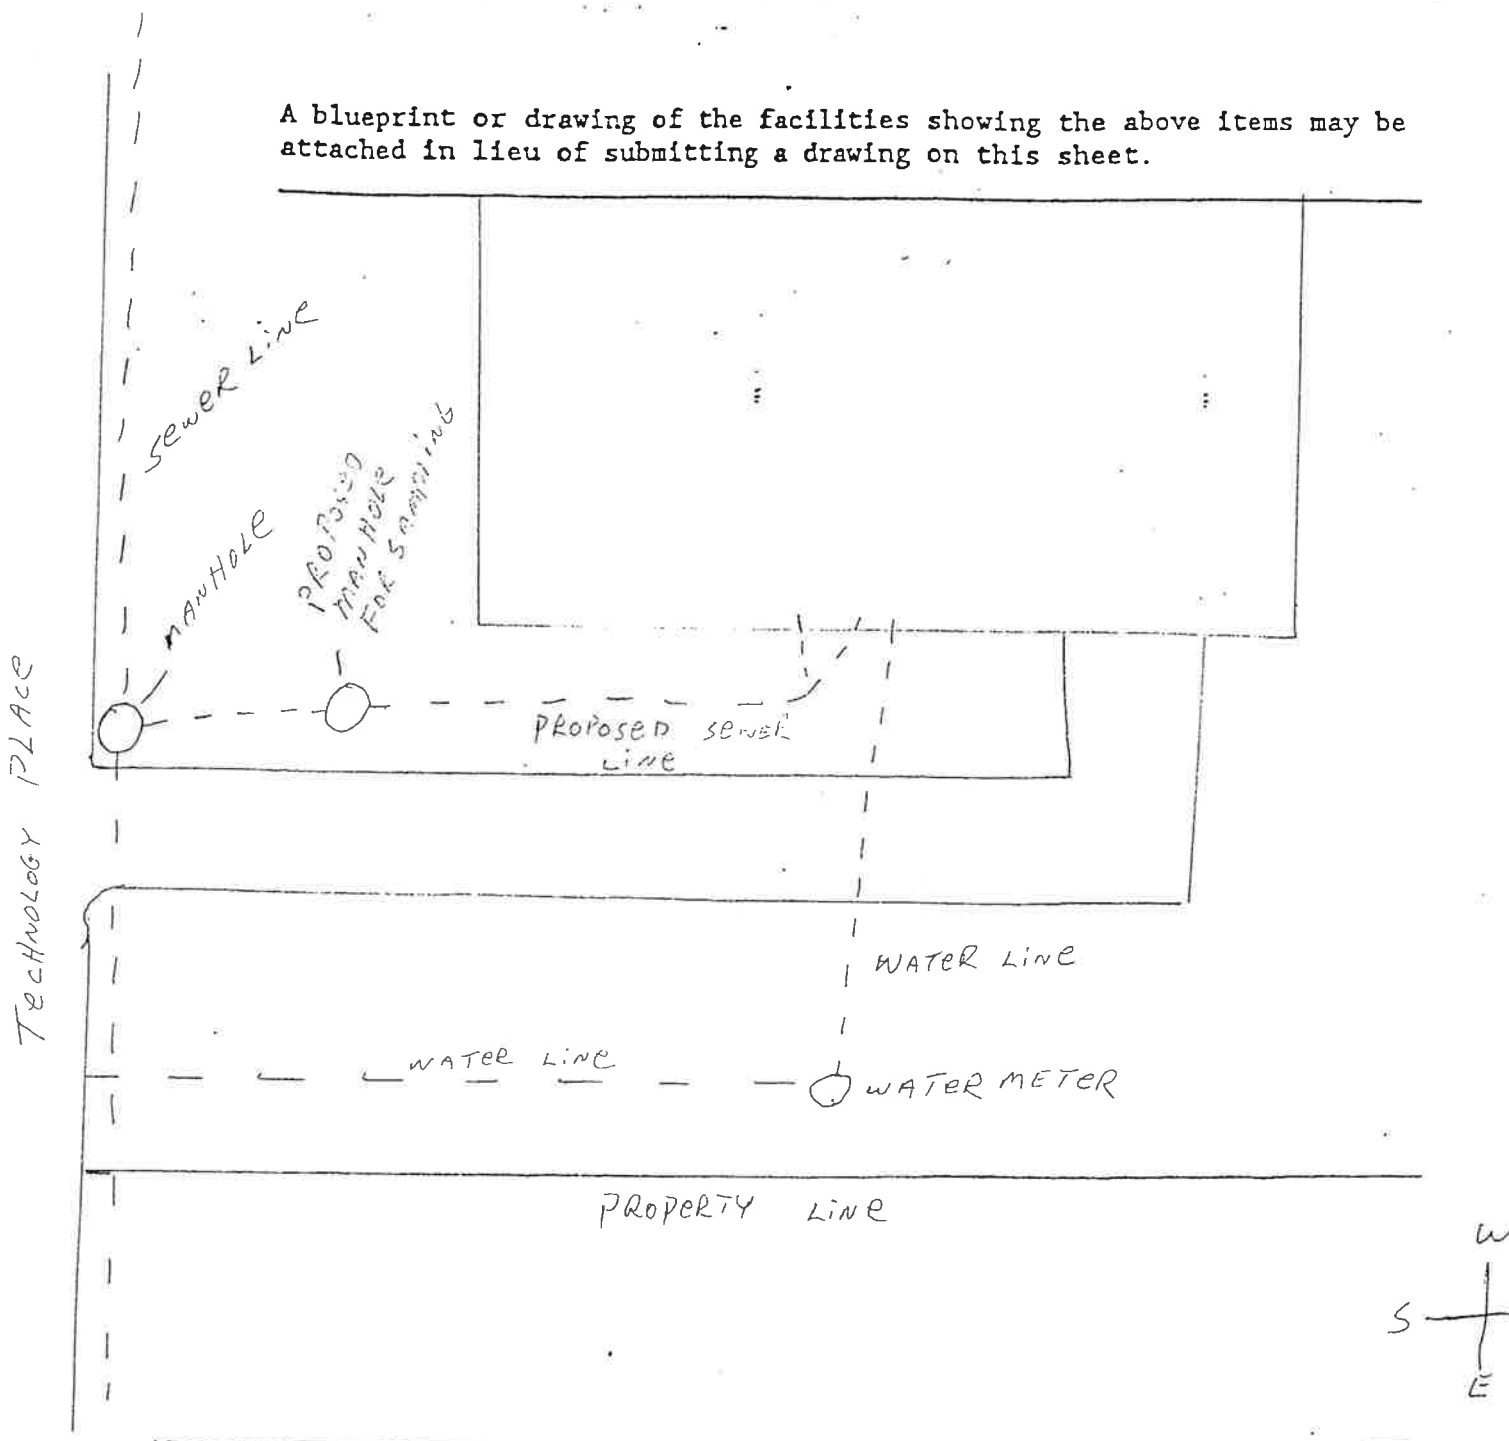 A blueprint or drawing of the facilities showing the above items may be
attached in lieu of submitting a drawing on this sheet.
SEWER LINE
MANHOLE
PROPOSED
MANHOLE
FOR SAMPLING
PROPOSED SEWER
LINE
TECHNOLOGY PLACE
WATER LINE
WATER LINE
WATER METER
PROPERTY LINE
W
S
E